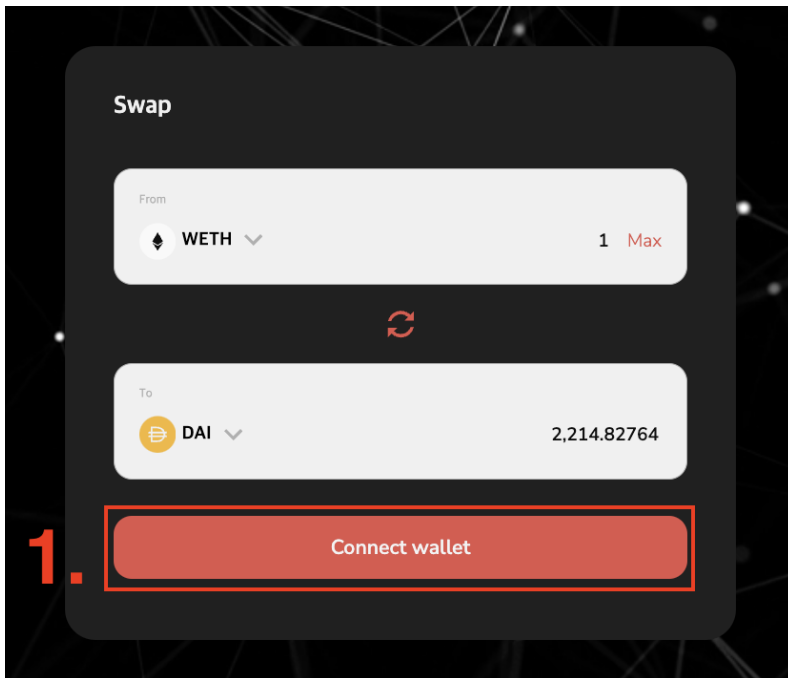 Swap
From
WETH 1 Max
To
DAI 2,214.82764
1. Connect wallet